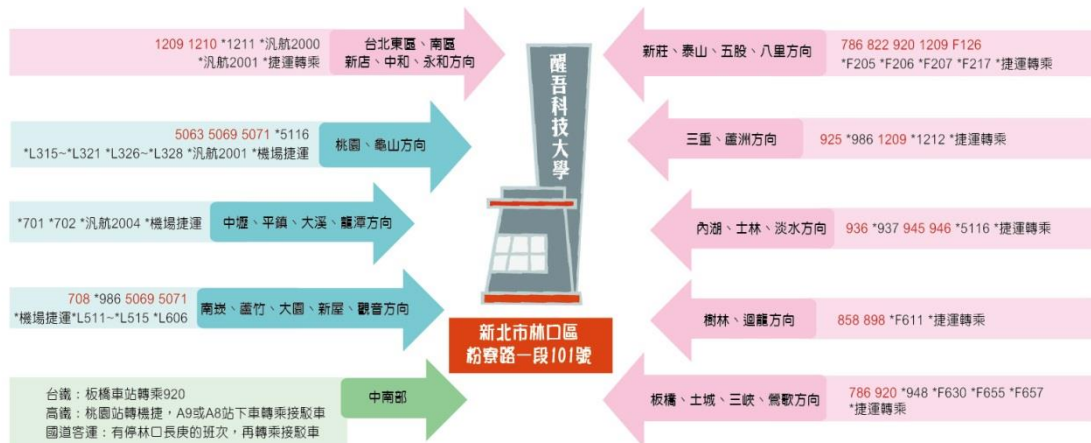 1209 1210 *1211 *汎航2000
*汎航2001 *捷運轉乘
台北東區、南區
新店、中和、永和方向
5063 5069 5071 *5116
*L315~*L321 *L326~*L328 *汎航2001 *機場捷運
桃園、龜山方向
*701 *702 *汎航2004 *機場捷運
中壢、平鎮、大溪、龍潭方向
708 *986 5069 5071
*機場捷運*L511~*L515 *L606
南崁、蘆竹、大園、新屋、觀音方向
台鐵：板橋車站轉乘920
高鐵：桃園站轉機捷，A9或A8站下車轉乘接駁車
國道客運：有停林口長庚的班次，再轉乘接駁車
中南部
醒吾科技大學
新北市林口區
粉寮路一段101號
新莊、泰山、五股、八里方向
786 822 920 1209 F126
*F205 *F206 *F207 *F217 *捷運轉乘
三重、蘆洲方向
925 *986 1209 *1212 *捷運轉乘
內湖、士林、淡水方向
936 *937 945 946 *5116 *捷運轉乘
樹林、迴龍方向
858 898 *F611 *捷運轉乘
板橋、土城、三峽、鶯歌方向
786 920 *948 *F630 *F655 *F657
*捷運轉乘